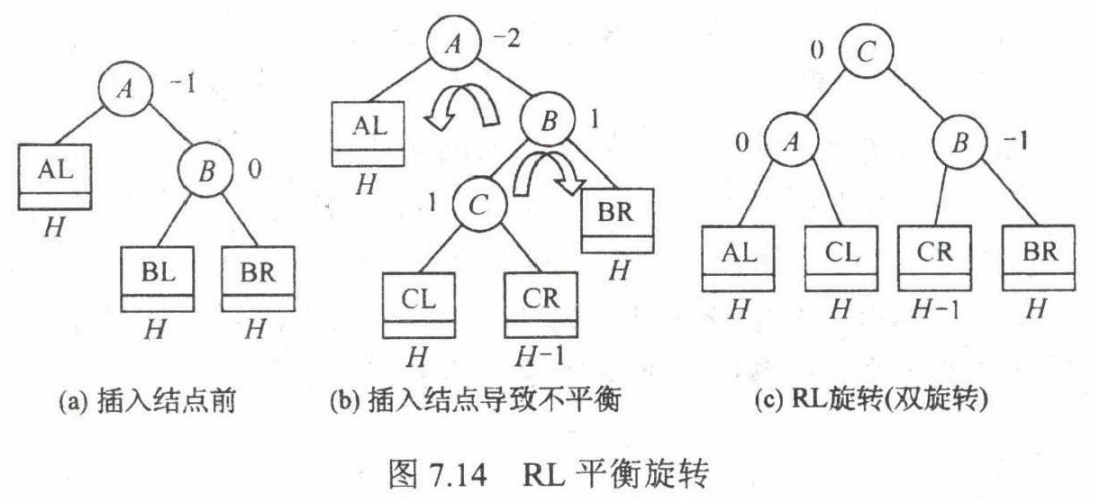 A -1
AL
H
B 0
BL
H
BR
H
(a) 插入结点前
A -2
AL
H
B 1
1 C
BR
H
CL
H
CR
H-1
(b) 插入结点导致不平衡
0 C
0 A
B -1
AL
H
CL
H
CR
H-1
BR
H
(c) RL旋转(双旋转)
图 7.14 RL 平衡旋转